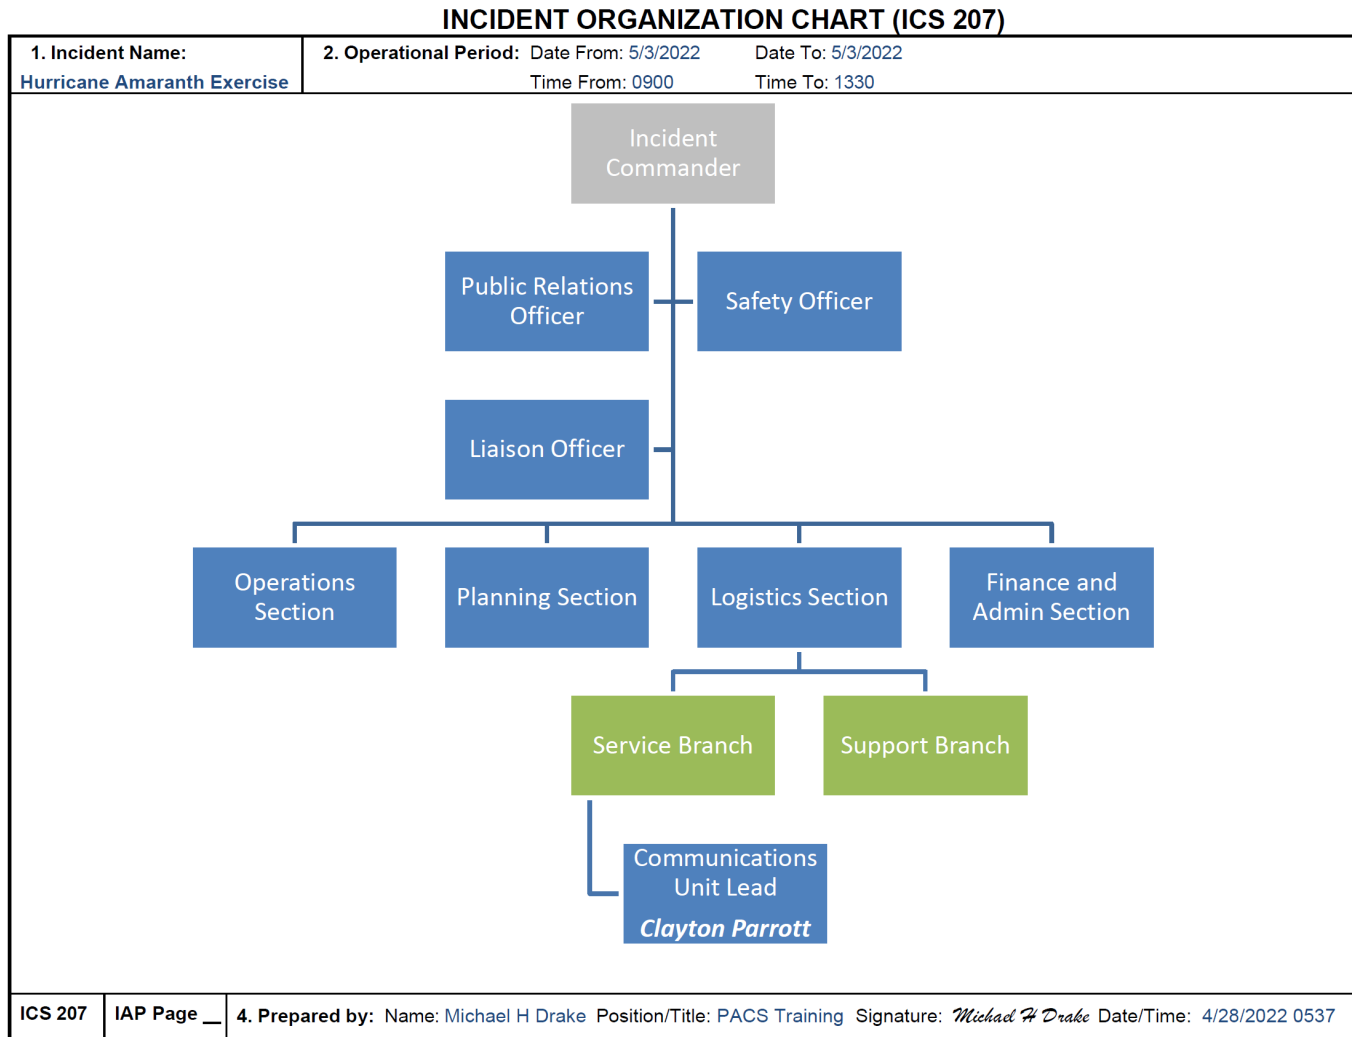 INCIDENT ORGANIZATION CHART (ICS 207)
1. Incident Name:
Hurricane Amaranth Exercise
2. Operational Period: Date From: 5/3/2022 Date To: 5/3/2022
Time From: 0900 Time To: 1330
Incident
Commander
Public Relations
Officer
Safety Officer
Liaison Officer
Operations
Section
Planning Section
Logistics Section
Finance and
Admin Section
Service Branch
Support Branch
Communications
Unit Lead
Clayton Parrott
ICS 207
IAP Page __
4. Prepared by: Name: Michael H Drake Position/Title: PACS Training Signature: Michael H Drake Date/Time: 4/28/2022 0537